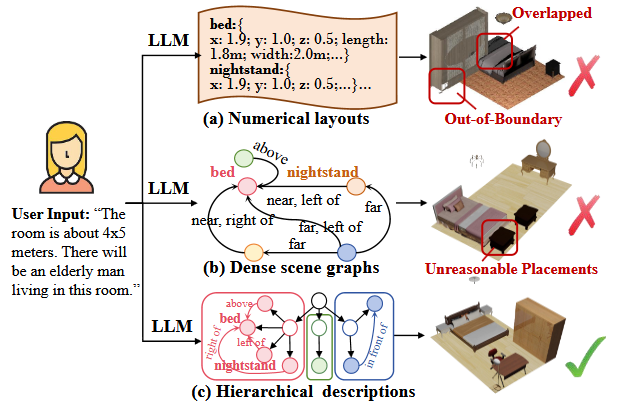 LLM
bed:{
x: 1.9; y: 1.0; z: 0.5; length:
1.8m; width:2.0m;...}
nightstand:{
x: 1.9; y: 1.0; z: 0.5;...}...
(a) Numerical layouts
Overlapped
Out-of-Boundary
User Input: “The
room is about 4x5
meters. There will
be an elderly man
living in this room.”
LLM
above
bed
nightstand
near, left of
near, right of
far, left of
far
far
(b) Dense scene graphs
Unreasonable Placements
LLM
above
bed
right of
left of
nightstand
in front of
(c) Hierarchical descriptions